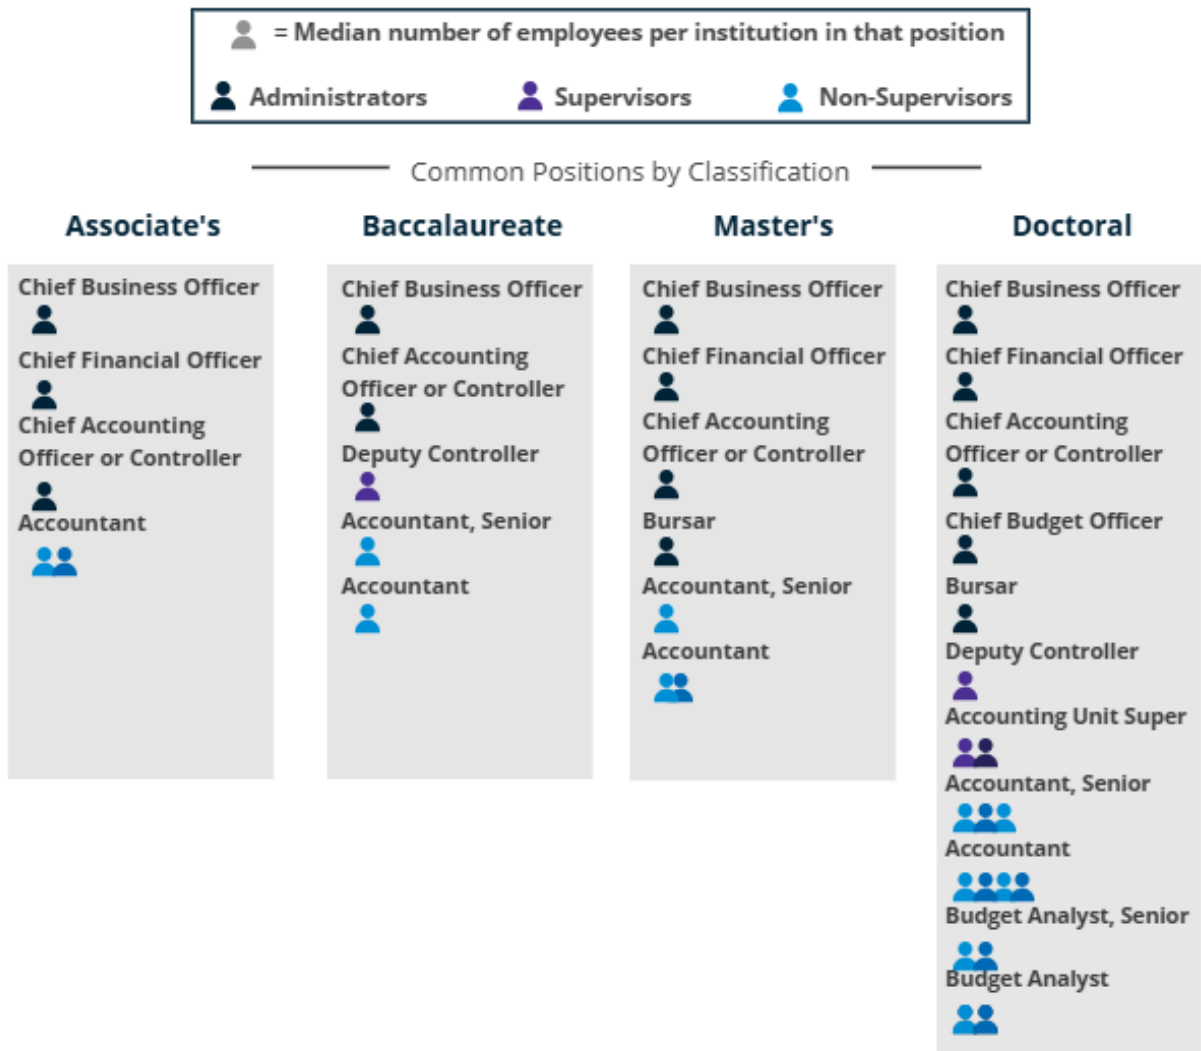 = Median number of employees per institution in that position
Administrators
Supervisors
Non-Supervisors
Common Positions by Classification
Associate's
Chief Business Officer
Chief Financial Officer
Chief Accounting
Officer or Controller
Accountant
Baccalaureate
Chief Business Officer
Chief Accounting
Officer or Controller
Deputy Controller
Accountant, Senior
Accountant
Master's
Chief Business Officer
Chief Financial Officer
Chief Accounting
Officer or Controller
Bursar
Accountant, Senior
Accountant
Doctoral
Chief Business Officer
Chief Financial Officer
Chief Accounting
Officer or Controller
Chief Budget Officer
Bursar
Deputy Controller
Accounting Unit Super
Accountant, Senior
Accountant
Budget Analyst, Senior
Budget Analyst